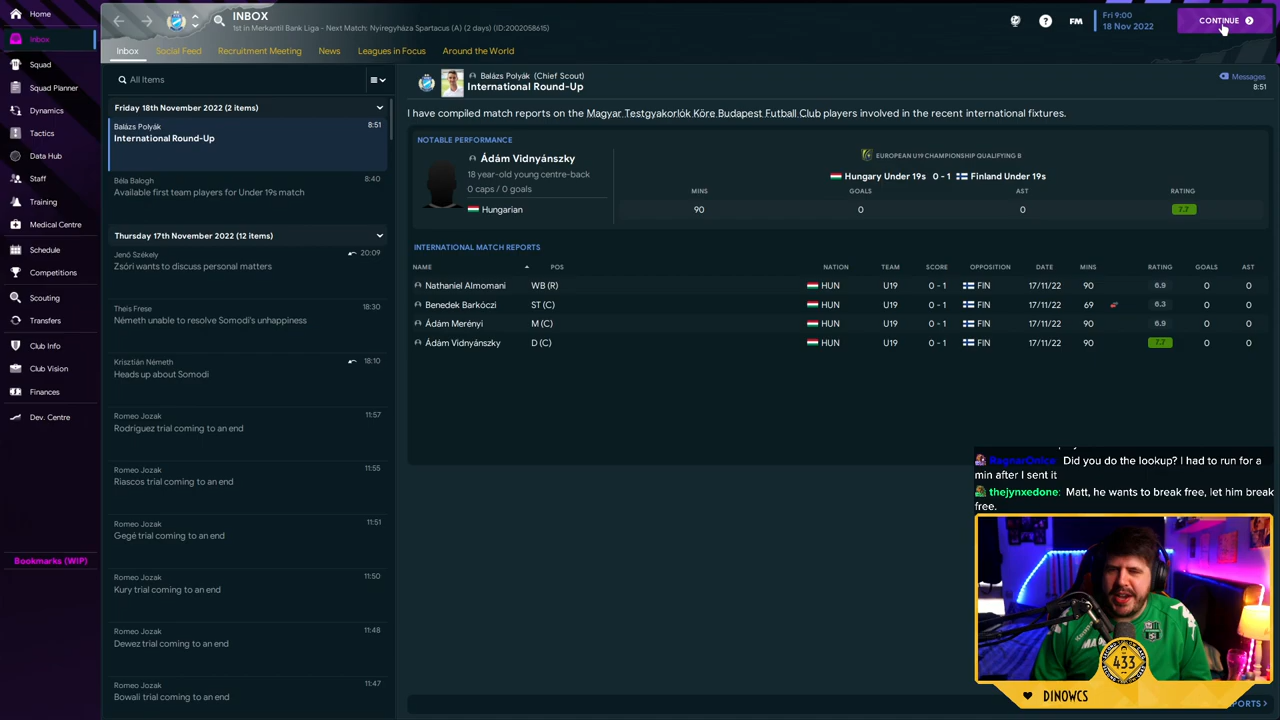 Home
Inbox
Squad
Squad Planner
Dynamics
Tactics
Data Hub
Staff
Training
Medical Centre
Schedule
Competitions
Scouting
Transfers
Club Info
Club Vision
Finances
Dev. Centre
Bookmarks (WIP)
INBOX
1st in Merkantil Bank Liga - Next Match: Nyíregyháza Spartacus (A) (2 days) (ID:2002058615)
FM
Fri 9:00
18 Nov 2022
CONTINUE
Inbox Social Feed Recruitment Meeting News Leagues in Focus Around the World
All Items
Friday 18th November 2022 (2 items)
Balázs Polyák 8:51
International Round-Up
Béla Balogh 8:40
Available first team players for Under 19s match
Thursday 17th November 2022 (12 items)
Jenő Székely 20:09
Zsóri wants to discuss personal matters
Theis Frese 18:30
Németh unable to resolve Somodi's unhappiness
Krisztián Németh 18:10
Heads up about Somodi
Romeo Jozak 11:57
Rodríguez trial coming to an end
Romeo Jozak 11:55
Riascos trial coming to an end
Romeo Jozak 11:51
Gegé trial coming to an end
Romeo Jozak 11:50
Kury trial coming to an end
Romeo Jozak 11:48
Dewez trial coming to an end
Romeo Jozak 11:47
Bowali trial coming to an end
Balázs Polyák (Chief Scout)
International Round-Up
Messages
8:51
I have compiled match reports on the Magyar Testgyakorlók Köre Budapest Futball Club players involved in the recent international fixtures.
NOTABLE PERFORMANCE
Ádám Vidnyánszky
18 year-old young centre-back
0 caps / 0 goals
Hungarian
EUROPEAN U19 CHAMPIONSHIP QUALIFYING B
Hungary Under 19s 0 - 1 Finland Under 19s
MINS GOALS AST RATING
90 0 0 7.7
INTERNATIONAL MATCH REPORTS
NAME POS NATION TEAM SCORE OPPOSITION DATE MINS RATING GOALS AST
Nathaniel Almomani WB (R) HUN U19 0 - 1 FIN 17/11/22 90 6.9 0 0
Benedek Barkóczi ST (C) HUN U19 0 - 1 FIN 17/11/22 69 6.3 0 0
Ádám Merényi M (C) HUN U19 0 - 1 FIN 17/11/22 90 6.9 0 0
Ádám Vidnyánszky D (C) HUN U19 0 - 1 FIN 17/11/22 90 7.7 0 0
Did you do the lookup? I had to run for a
min after I sent it
thejynxedone: Matt, he wants to break free, let him break
free.
433
DINOWCS